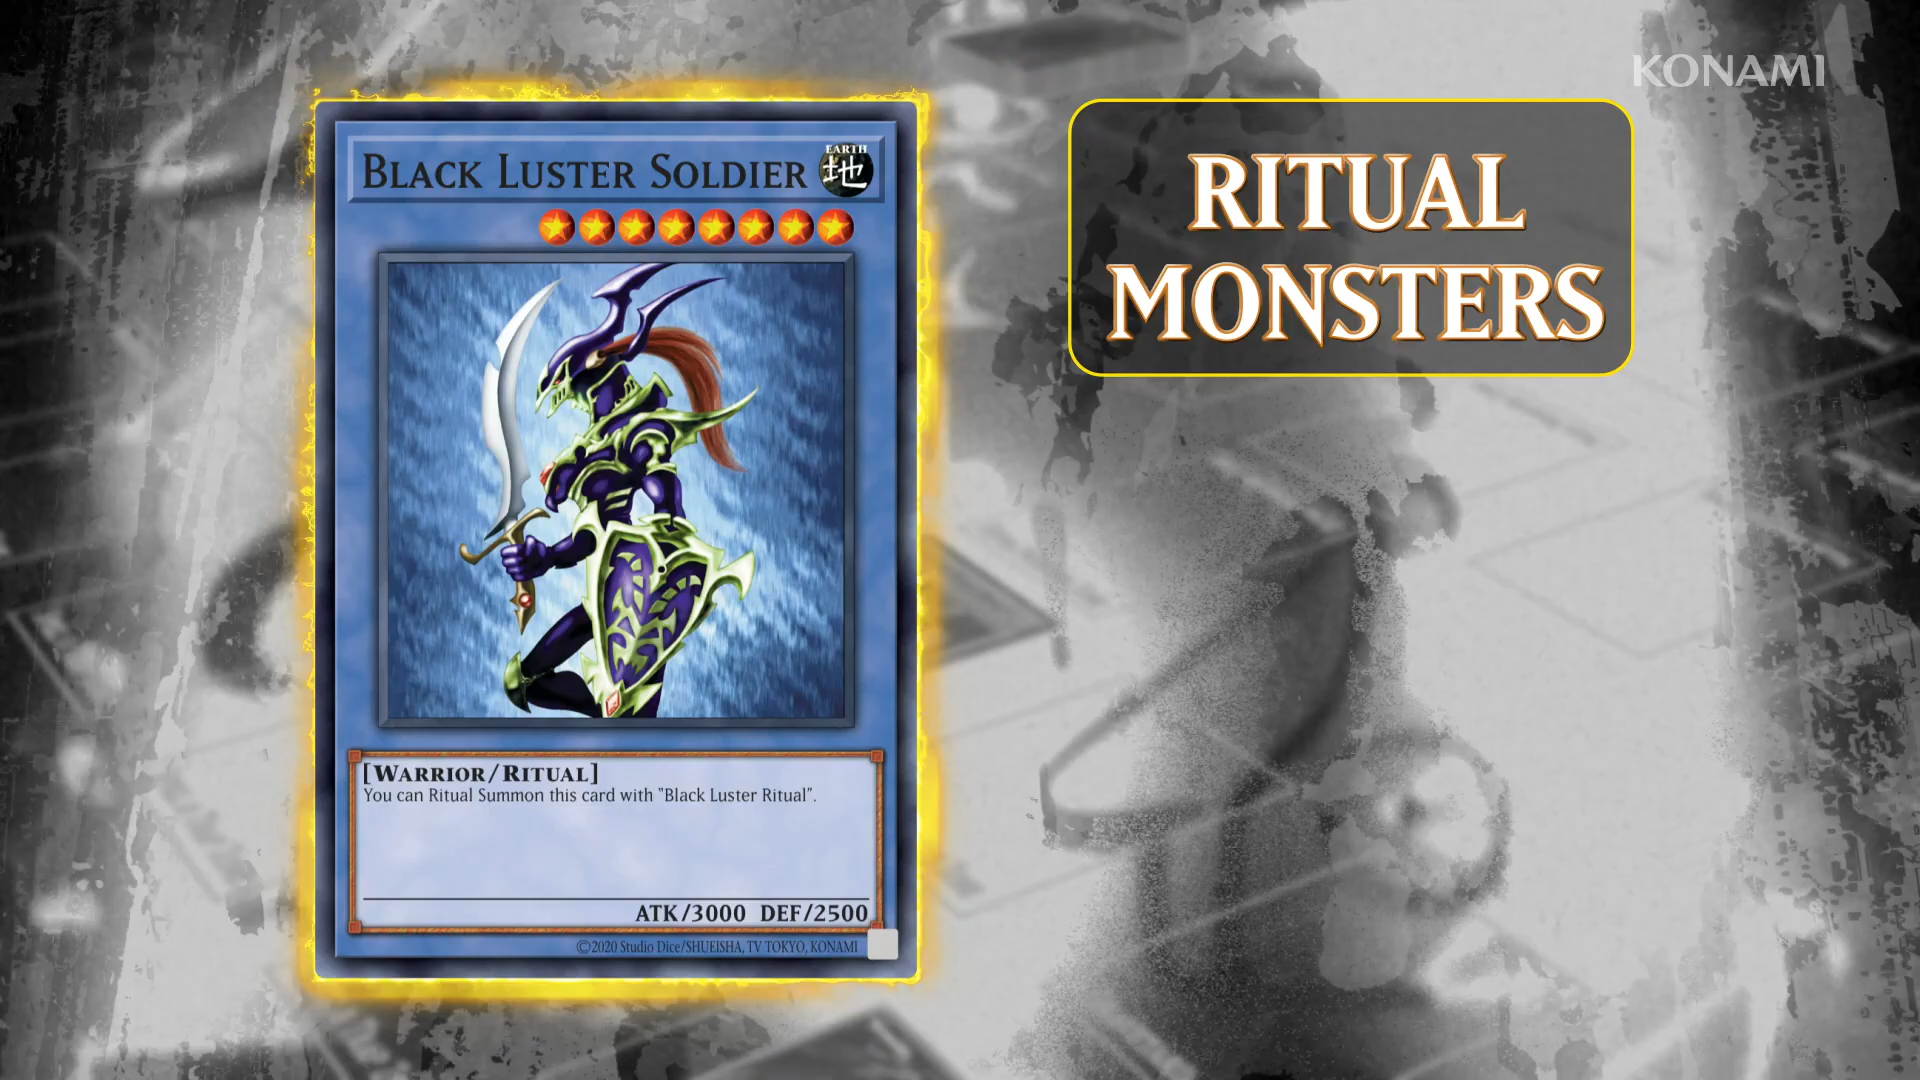 KONAMI
BLACK LUSTER SOLDIER
EARTH
地
RITUAL
MONSTERS
[WARRIOR/RITUAL]
You can Ritual Summon this card with "Black Luster Ritual".
ATK/3000 DEF/2500
©2020 Studio Dice/SHUEISHA, TV TOKYO, KONAMI